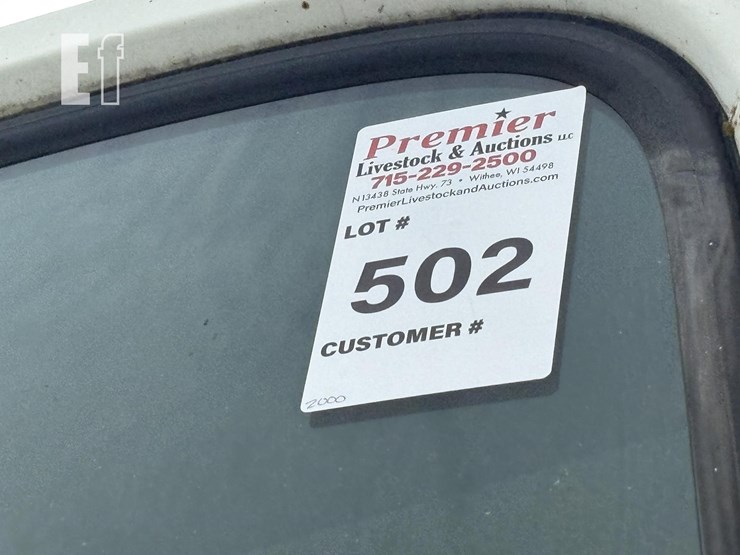 Ef
Premier
Livestock & Auctions LLC
715-229-2500
N13438 State Hwy. 73 • Withee, WI 54498
PremierLivestockandAuctions.com
LOT #
502
CUSTOMER #
2000